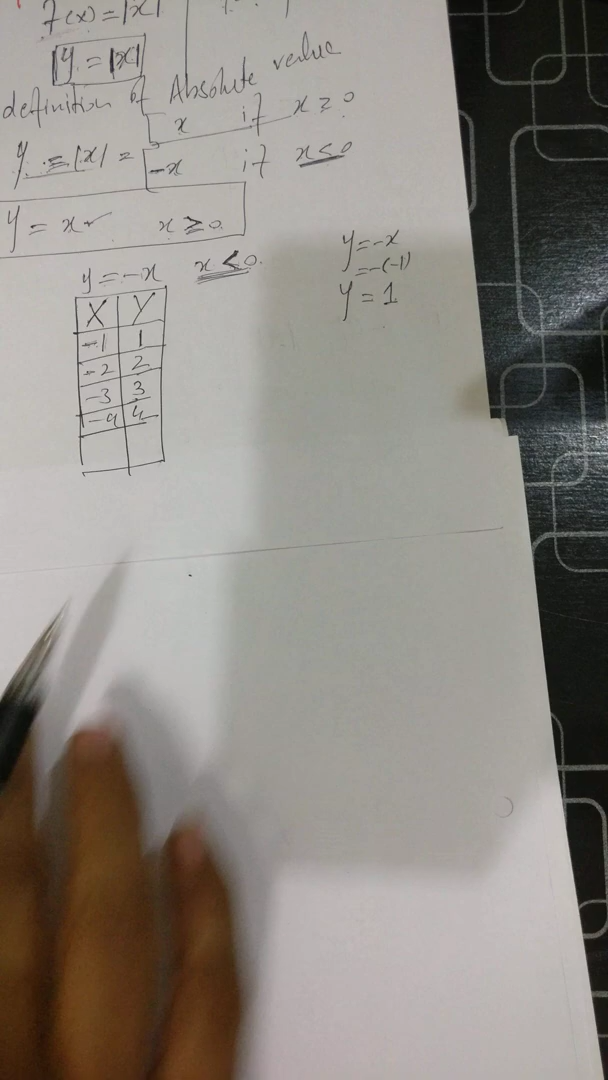 f(x) = |x|
y = |x|
definition of Absolute value
y = |x| = x if x ≥ 0
-x if x < 0
y = x ✓ x ≥ 0
y = -x x < 0.
X Y
-1 1
-2 2
-3 3
-4 4
y = -x
= -(-1)
y = 1